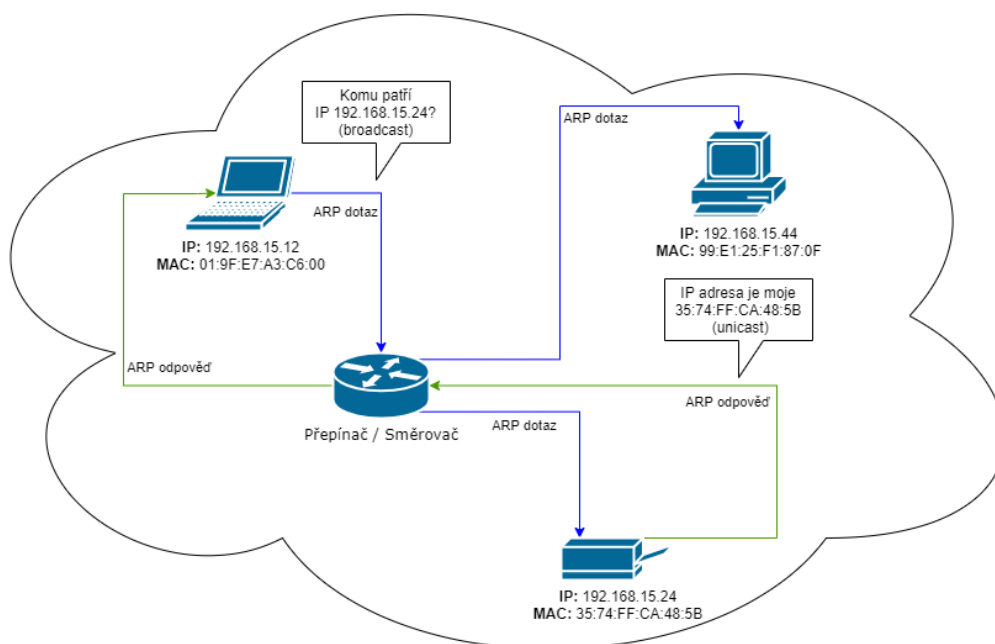 Komu patří
IP 192.168.15.24?
(broadcast)
ARP dotaz
ARP dotaz
IP: 192.168.15.12
MAC: 01:9F:E7:A3:C6:00
IP: 192.168.15.44
MAC: 99:E1:25:F1:87:0F
IP adresa je moje
35:74:FF:CA:48:5B
(unicast)
ARP odpověď
ARP odpověď
ARP dotaz
Přepínač / Směrovač
IP: 192.168.15.24
MAC: 35:74:FF:CA:48:5B